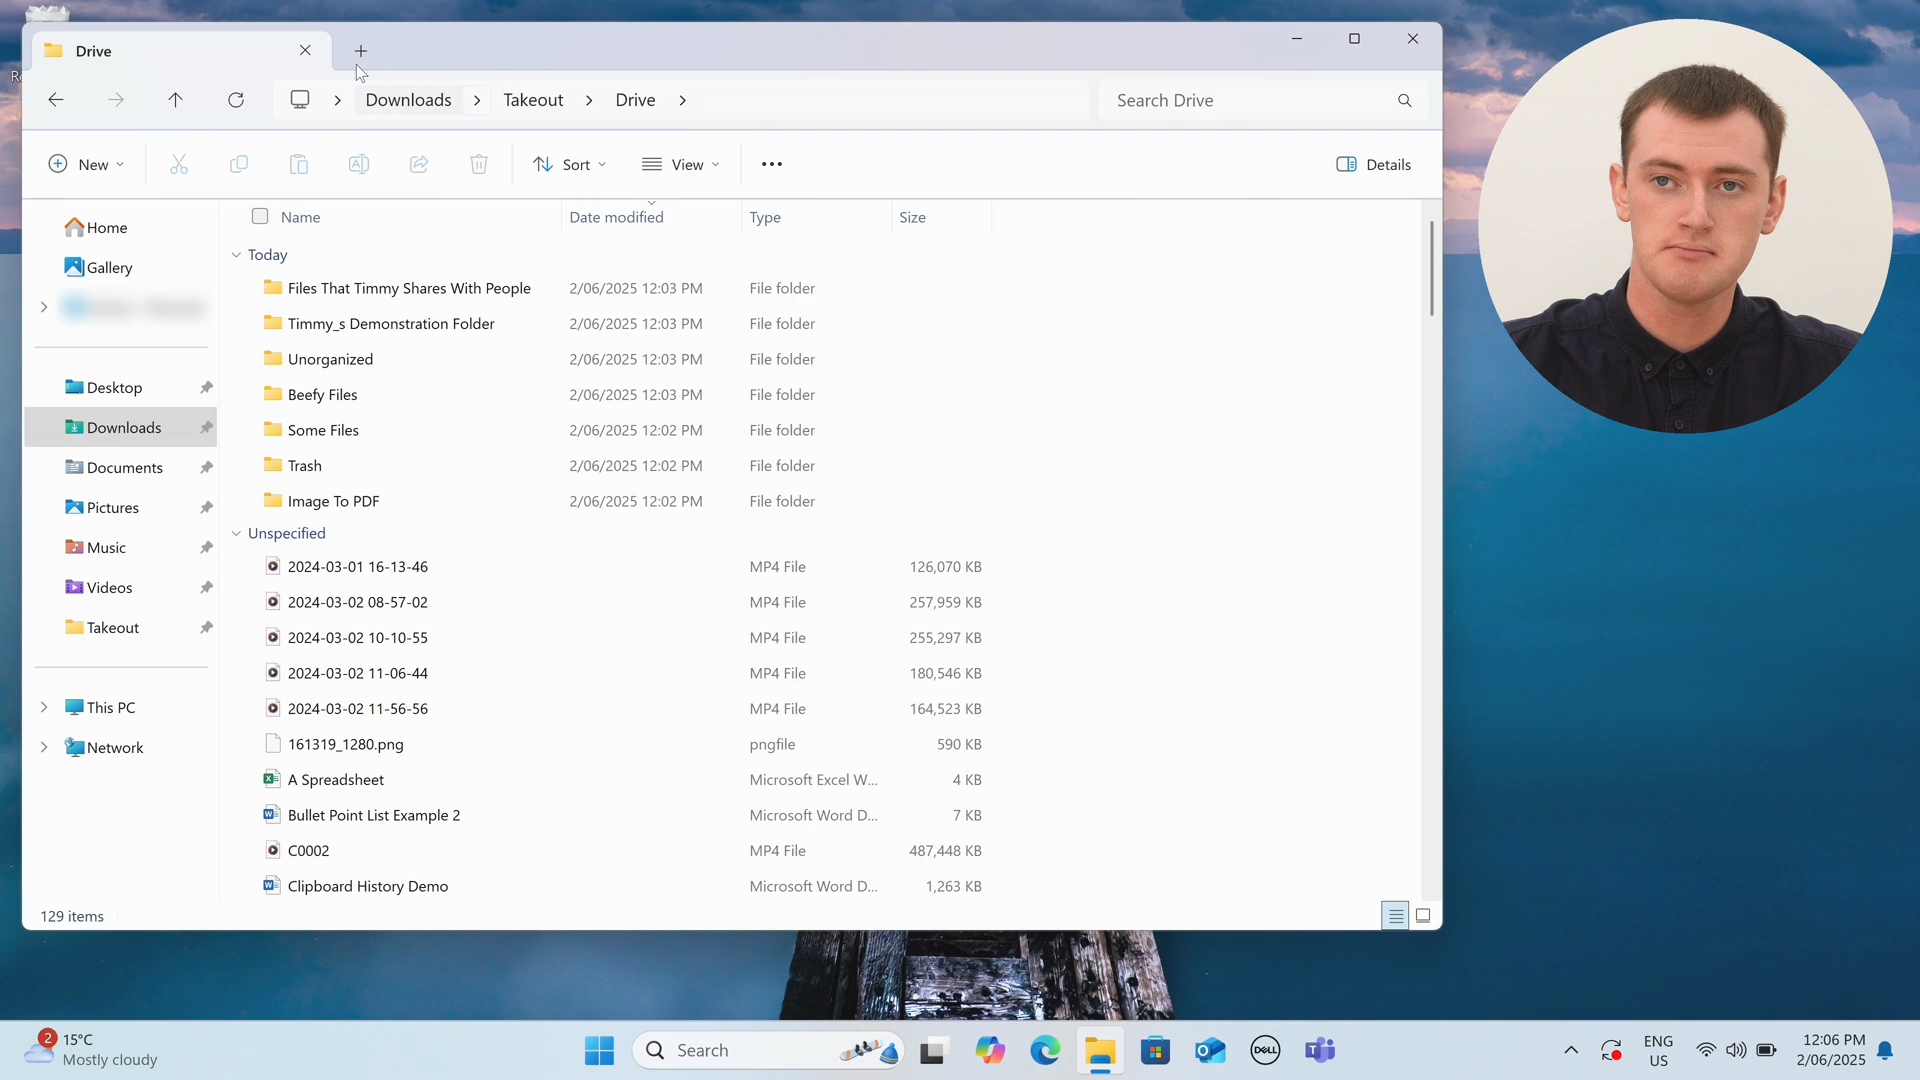 Drive
Downloads
Takeout
Drive
Search Drive
New
Sort
View
Details
Name
Date modified
Type
Size
Home
Gallery
Desktop
Downloads
Documents
Pictures
Music
Videos
Takeout
This PC
Network
Today
Files That Timmy Shares With People 2/06/2025 12:03 PM File folder
Timmy_s Demonstration Folder 2/06/2025 12:03 PM File folder
Unorganized 2/06/2025 12:03 PM File folder
Beefy Files 2/06/2025 12:03 PM File folder
Some Files 2/06/2025 12:02 PM File folder
Trash 2/06/2025 12:02 PM File folder
Image To PDF 2/06/2025 12:02 PM File folder
Unspecified
2024-03-01 16-13-46 MP4 File 126,070 KB
2024-03-02 08-57-02 MP4 File 257,959 KB
2024-03-02 10-10-55 MP4 File 255,297 KB
2024-03-02 11-06-44 MP4 File 180,546 KB
2024-03-02 11-56-56 MP4 File 164,523 KB
161319_1280.png pngfile 590 KB
A Spreadsheet Microsoft Excel W... 4 KB
Bullet Point List Example 2 Microsoft Word D... 7 KB
C0002 MP4 File 487,448 KB
Clipboard History Demo Microsoft Word D... 1,263 KB
129 items
2
15°C
Mostly cloudy
Search
DELL
ENG
US
12:06 PM
2/06/2025